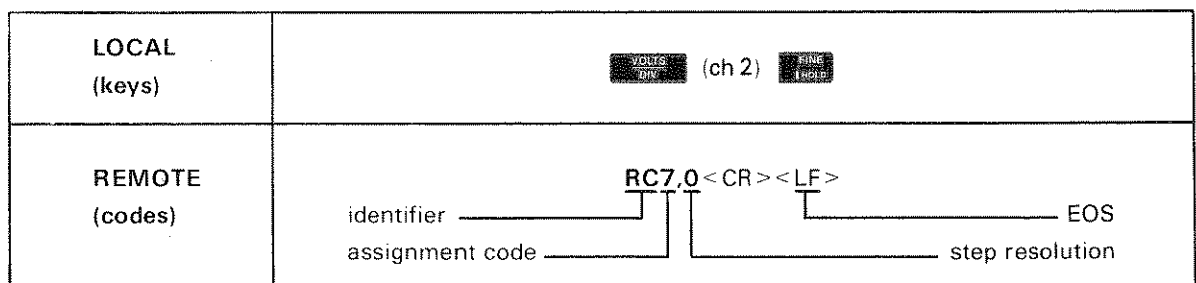 LOCAL
(keys)
VOLTS
DIV
(ch 2)
FINE
HOLD
REMOTE
(codes)
RC7,0<CR><LF>
identifier
EOS
assignment code
step resolution